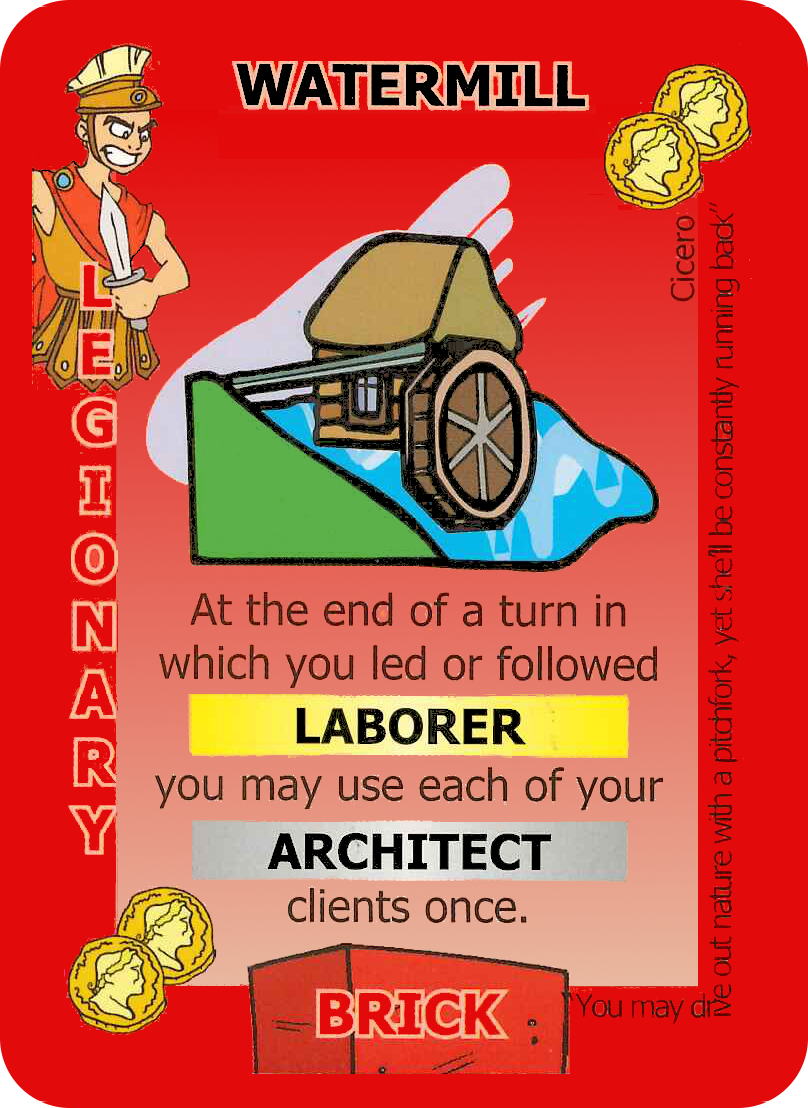 WATERMILL
LEGIONARY
At the end of a turn in
which you led or followed
LABORER
you may use each of your
ARCHITECT
clients once.
BRICK
"You may drive out nature with a pitchfork, yet she'll be constantly running back"
Cicero